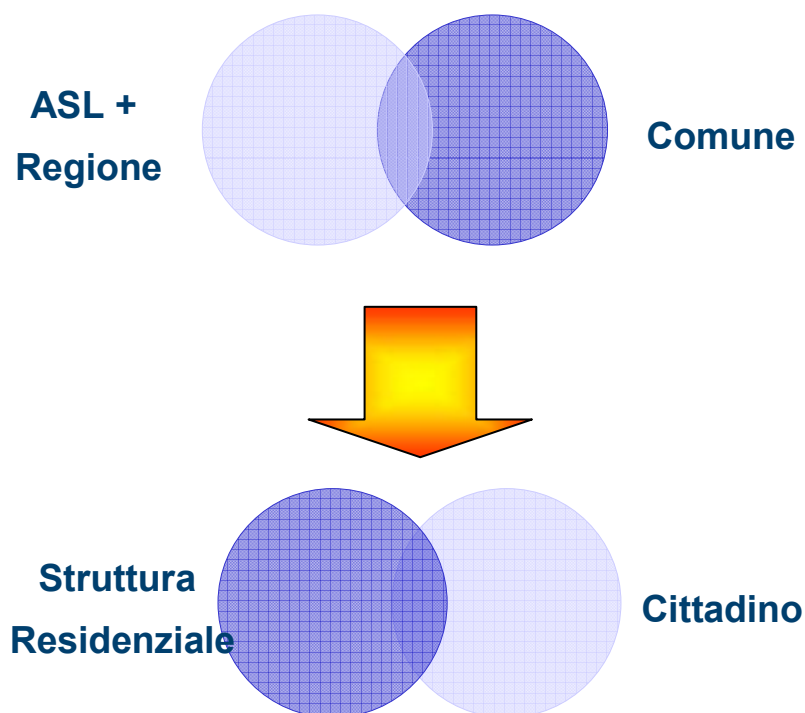 ASL +
Regione
Comune
Struttura
Residenziale
Cittadino